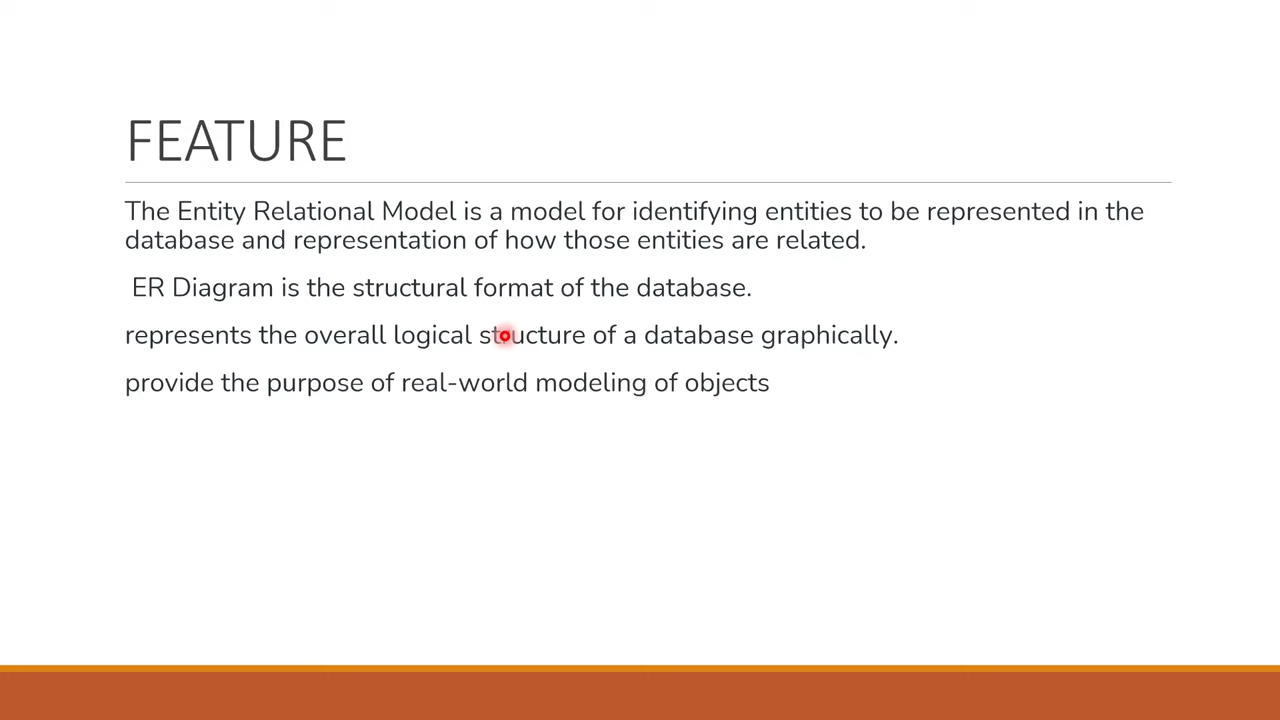 FEATURE
The Entity Relational Model is a model for identifying entities to be represented in the
database and representation of how those entities are related.
ER Diagram is the structural format of the database.
represents the overall logical structure of a database graphically.
provide the purpose of real-world modeling of objects